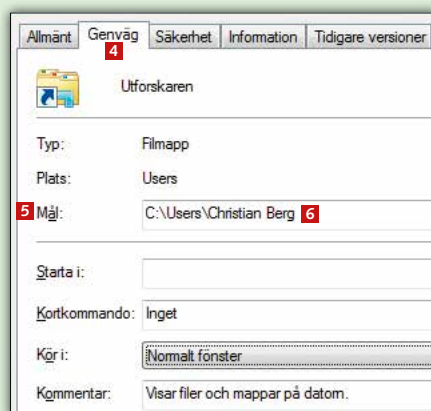 Allmänt Genväg Säkerhet Information Tidigare versioner
4
Utforskaren
Typ: Filmapp
Plats: Users
5 Mål: C:\Users\Christian Berg 6
Starta i:
Kortkommando: Inget
Kör i: Normalt fönster
Kommentar: Visar filer och mappar på datorn.